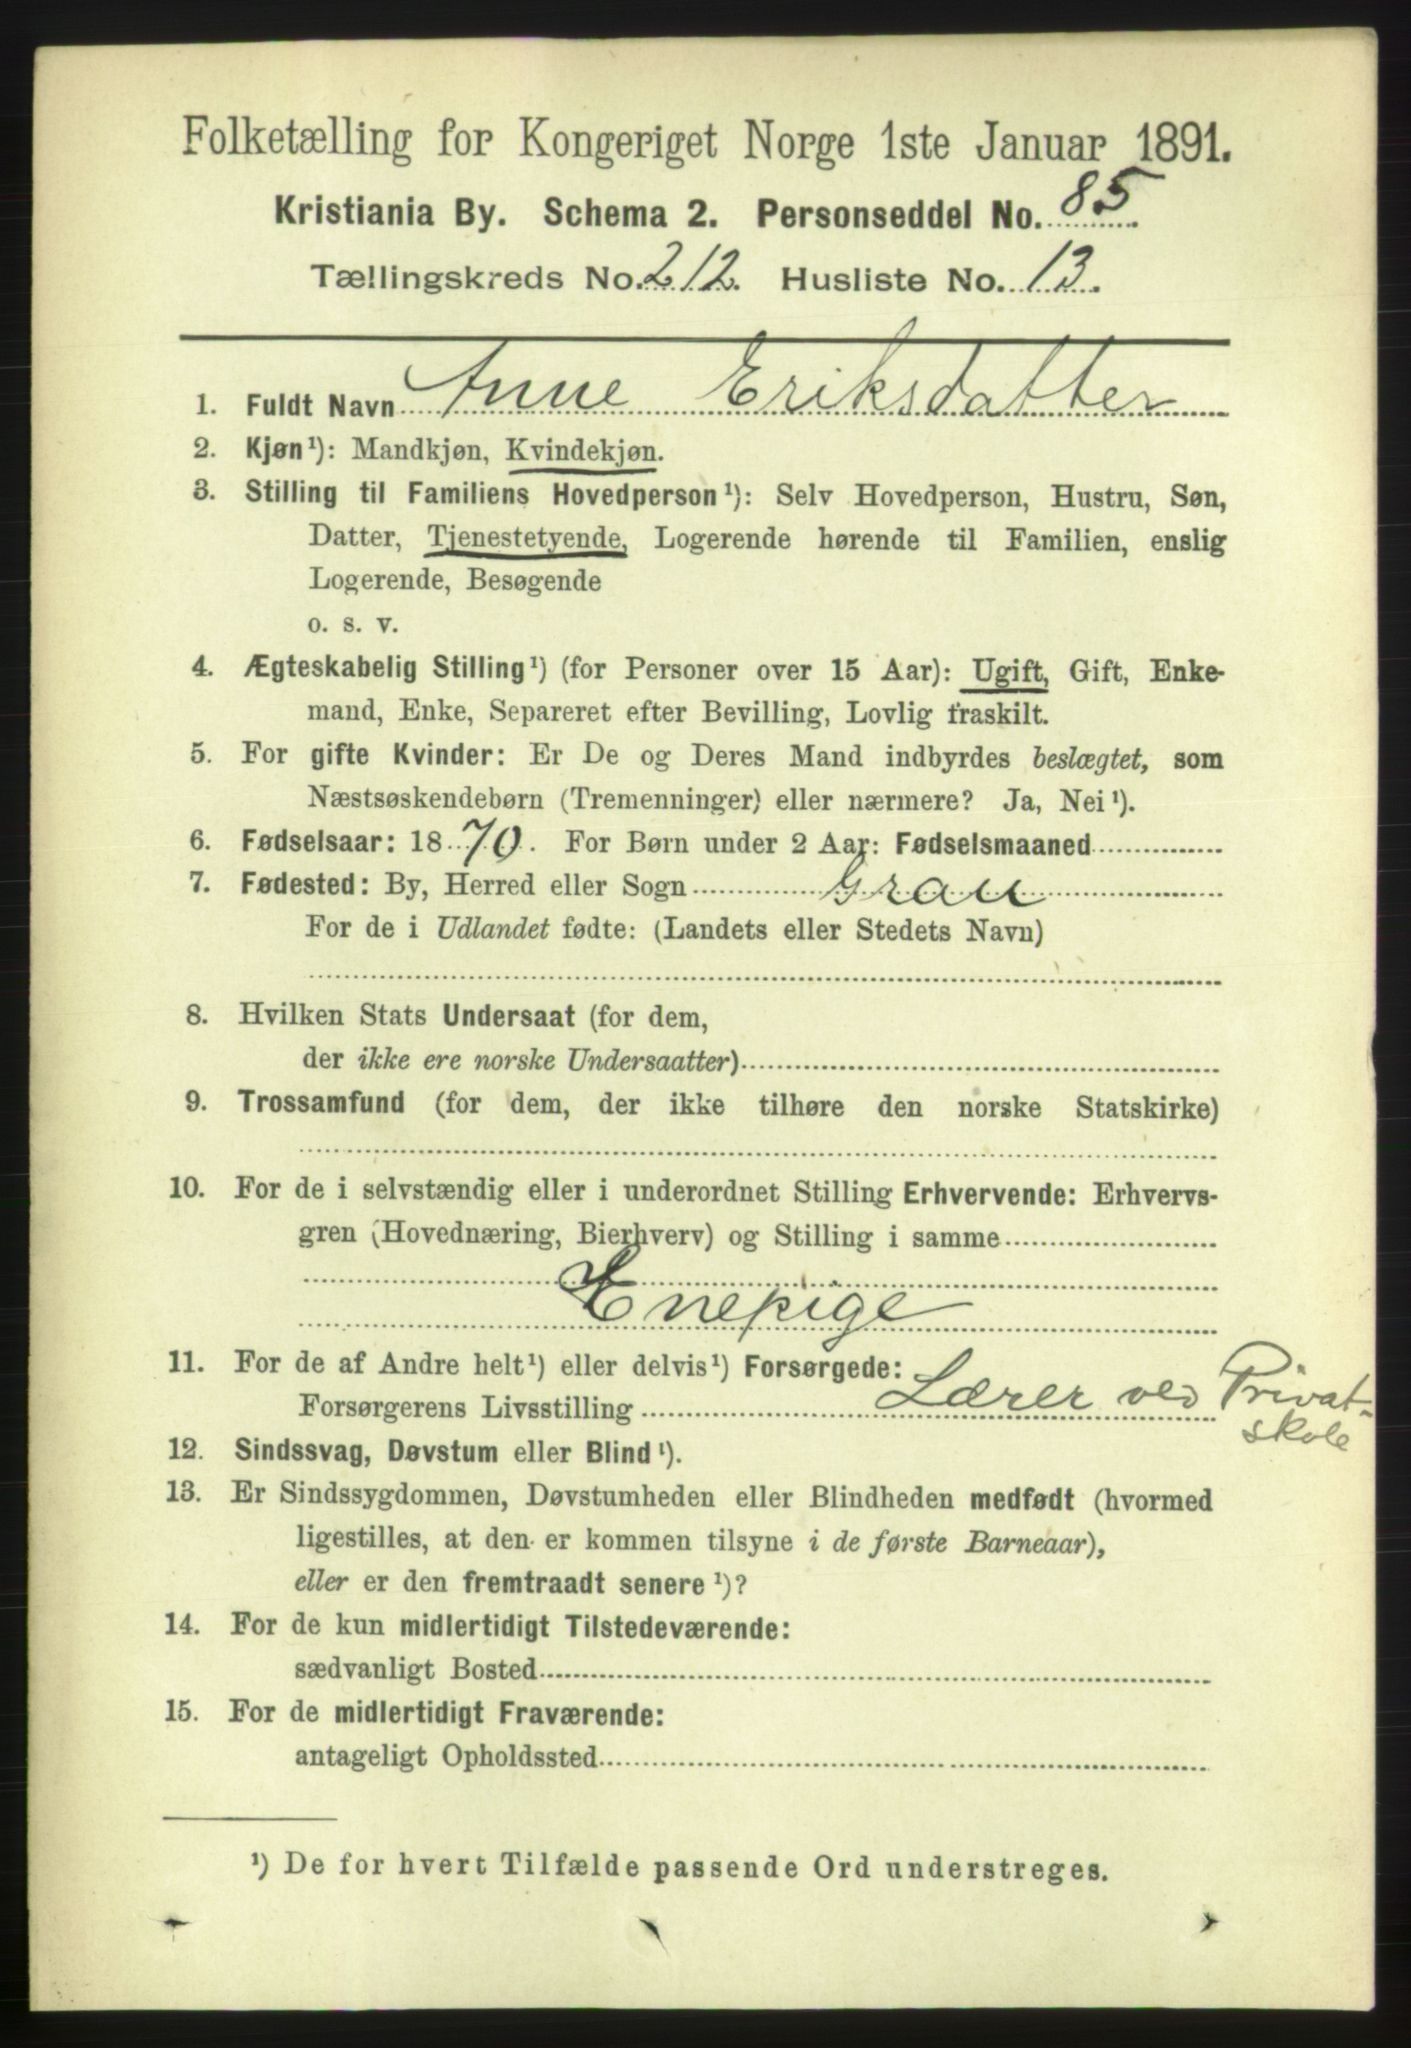 Folketælling for Kongeriget Norge 1ste Januar 1891.
Kristiania By. Schema 2. Personseddel No. 85
Tællingskreds No. 212. Husliste No. 13.
1. Fuldt Navn Anne Eriksdatter
2. Kjøn¹): Mandkjøn, Kvindekjøn.
3. Stilling til Familiens Hovedperson¹): Selv Hovedperson, Hustru, Søn,
Datter, Tjenestetyende, Logerende hørende til Familien, enslig
Logerende, Besøgende
o. s. v.
4. Ægteskabelig Stilling¹) (for Personer over 15 Aar): Ugift, Gift, Enke-
mand, Enke, Separeret efter Bevilling, Lovlig fraskilt.
5. For gifte Kvinder: Er De og Deres Mand indbyrdes beslægtet, som
Næstsøskendebørn (Tremenninger) eller nærmere? Ja, Nei¹).
6. Fødselsaar: 1870. For Børn under 2 Aar: Fødselsmaaned
7. Fødested: By, Herred eller Sogn Grau
For de i Udlandet fødte: (Landets eller Stedets Navn)
8. Hvilken Stats Undersaat (for dem,
der ikke ere norske Undersaatter)
9. Trossamfund (for dem, der ikke tilhøre den norske Statskirke)
10. For de i selvstændig eller i underordnet Stilling Erhvervende: Erhvervs-
gren (Hovednæring, Bierhverv) og Stilling i samme
Enepige
11. For de af Andre helt¹) eller delvis¹) Forsørgede:
Forsørgerens Livsstilling Lærer ved Privat-
skole
12. Sindssvag, Døvstum eller Blind¹).
13. Er Sindssygdommen, Døvstumheden eller Blindheden medfødt (hvormed
ligestilles, at den er kommen tilsyne i de første Barneaar),
eller er den fremtraadt senere¹)?
14. For de kun midlertidigt Tilstedeværende:
sædvanligt Bosted
15. For de midlertidigt Fraværende:
antageligt Opholdssted
¹) De for hvert Tilfælde passende Ord understreges.